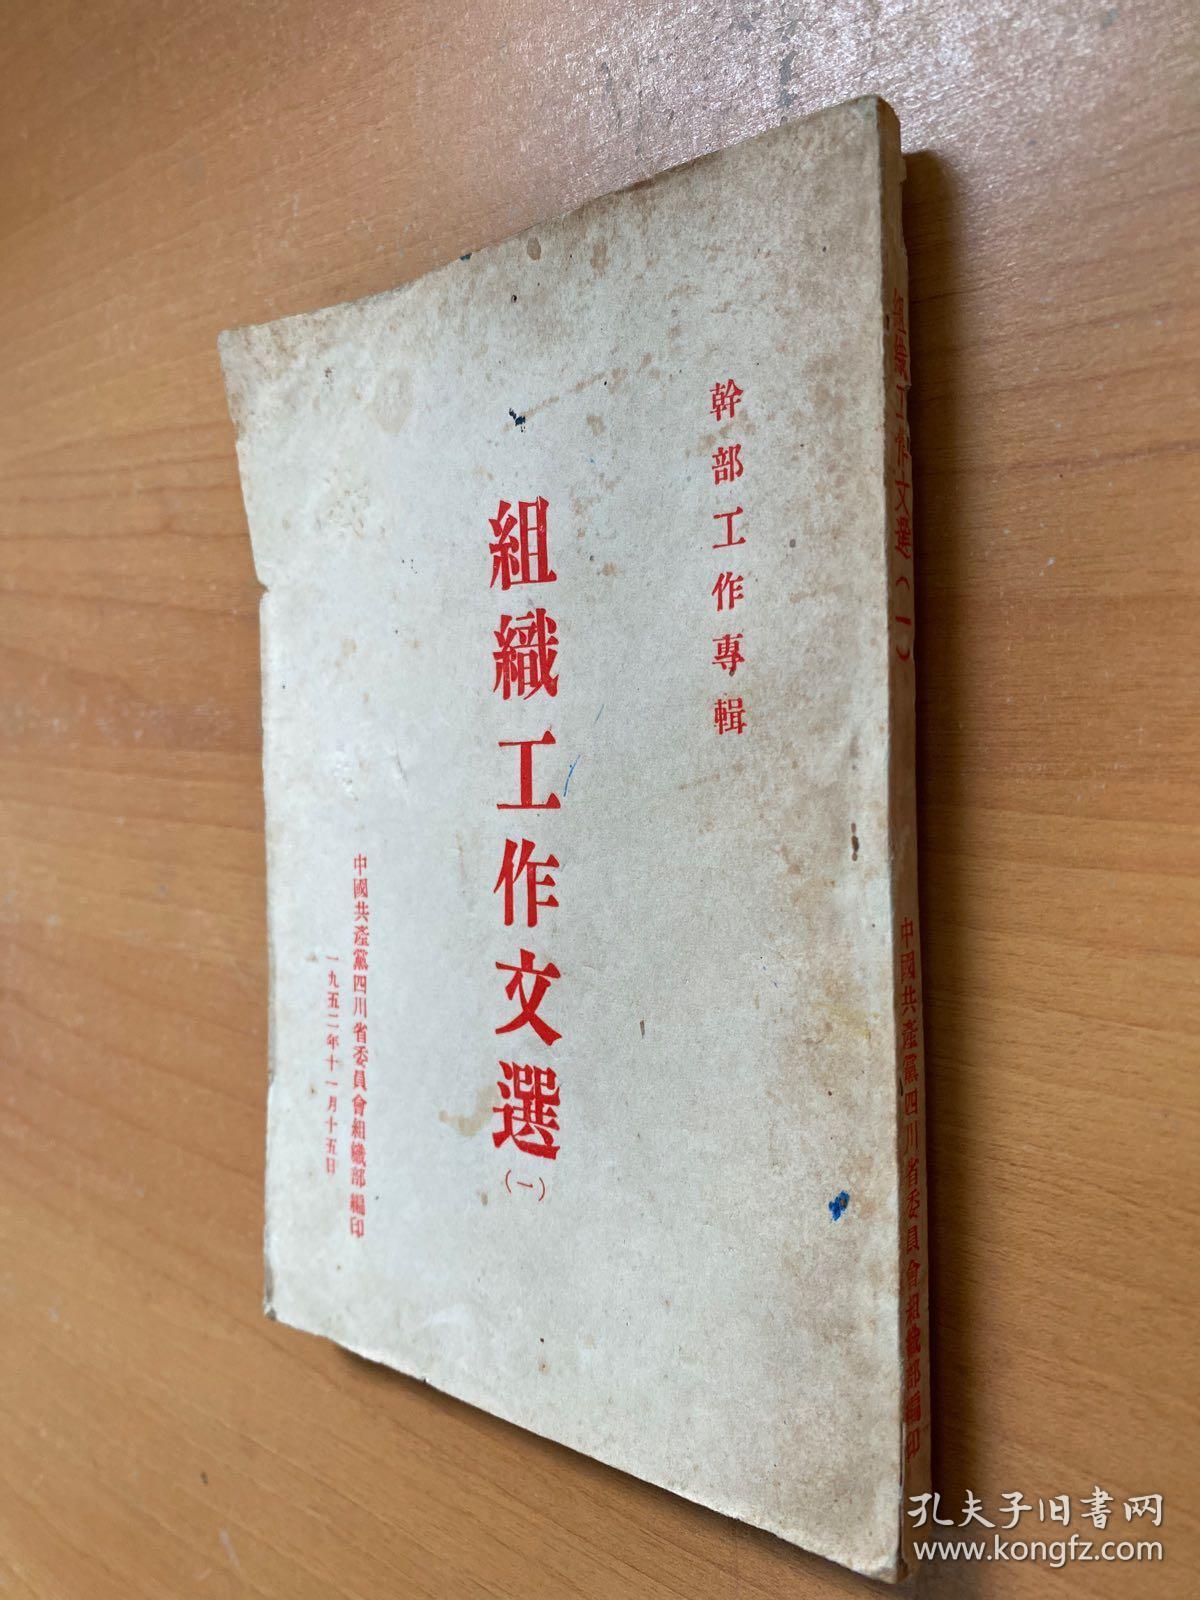 幹部工作專輯
組織工作文選
(一)
中國共產黨四川省委員會組織部編印
一九五二年十一月十五日
組織工作文選(一)
中國共產黨四川省委員會組織部編印
孔夫子旧书网
www.kongfz.com